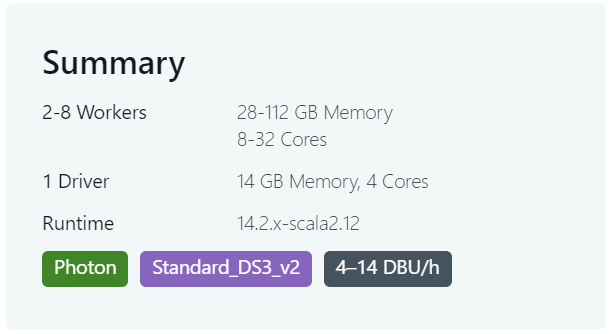 Summary
2-8 Workers 28-112 GB Memory
8-32 Cores
1 Driver 14 GB Memory, 4 Cores
Runtime 14.2.x-scala2.12
Photon Standard_DS3_v2 4–14 DBU/h